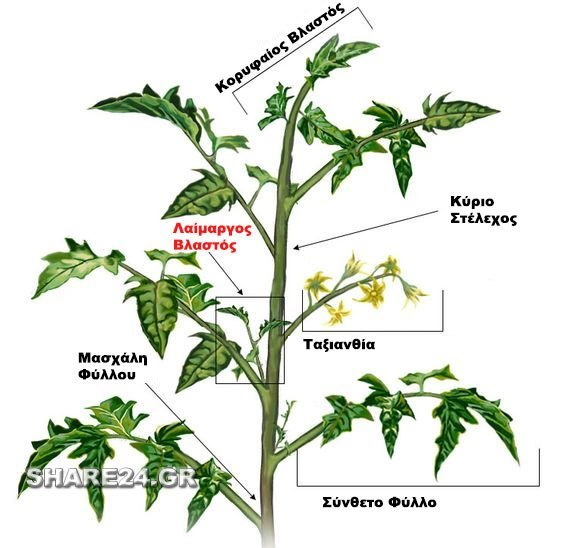 Κορυφαίος Βλαστός
Κύριο
Στέλεχος
Λαίμαργος
Βλαστός
Ταξιανθία
Μασχάλη
Φύλλου
SHARE24.GR
Σύνθετο Φύλλο